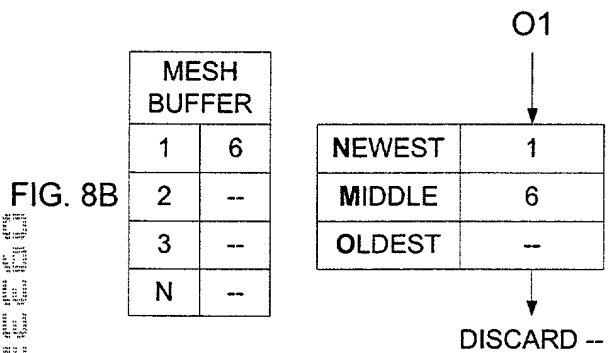 O1
MESH
BUFFER
1 6
2 --
3 --
N --
NEWEST 1
MIDDLE 6
OLDEST --
DISCARD --
FIG. 8B